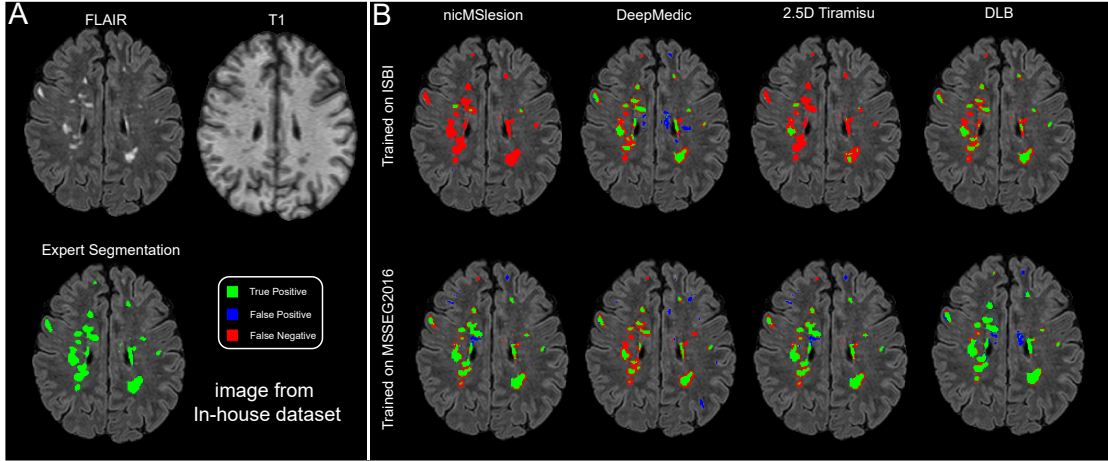 A
FLAIR
T1
Expert Segmentation
True Positive
False Positive
False Negative
image from
In-house dataset
B
nicMSlesion
DeepMedic
2.5D Tiramisu
DLB
Trained on ISBI
Trained on MSSEG2016